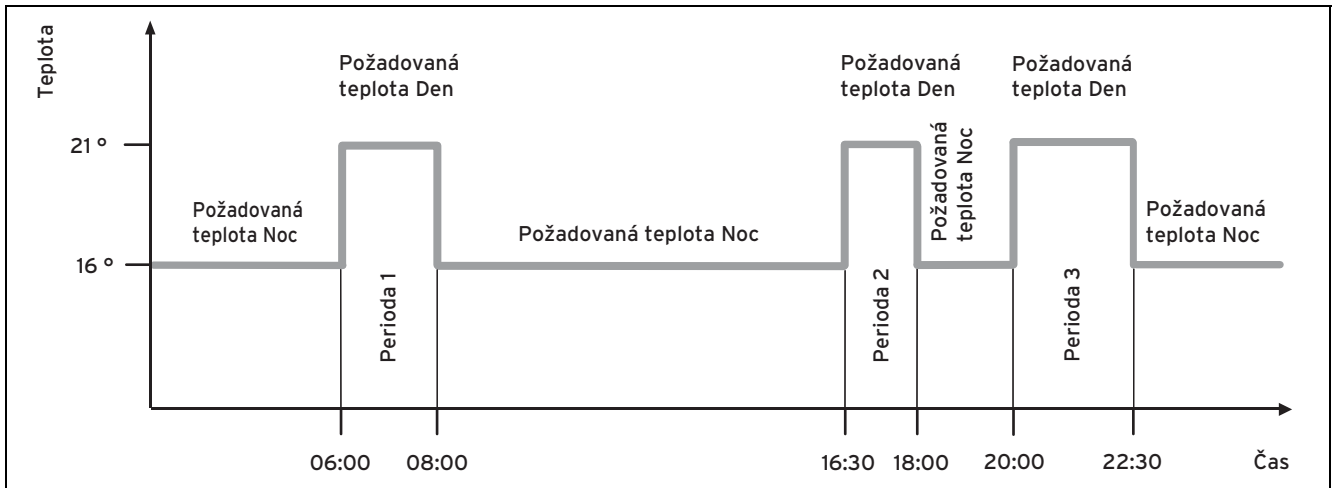 Teplota
Požadovaná
teplota Den
Požadovaná
teplota Den
Požadovaná
teplota Den
21 °
Požadovaná
teplota Noc
Požadovaná teplota Noc
Požadovaná
teplota Noc
Požadovaná
teplota Noc
16 °
Perioda 1
Perioda 2
Perioda 3
06:00
08:00
16:30
18:00
20:00
22:30
Čas